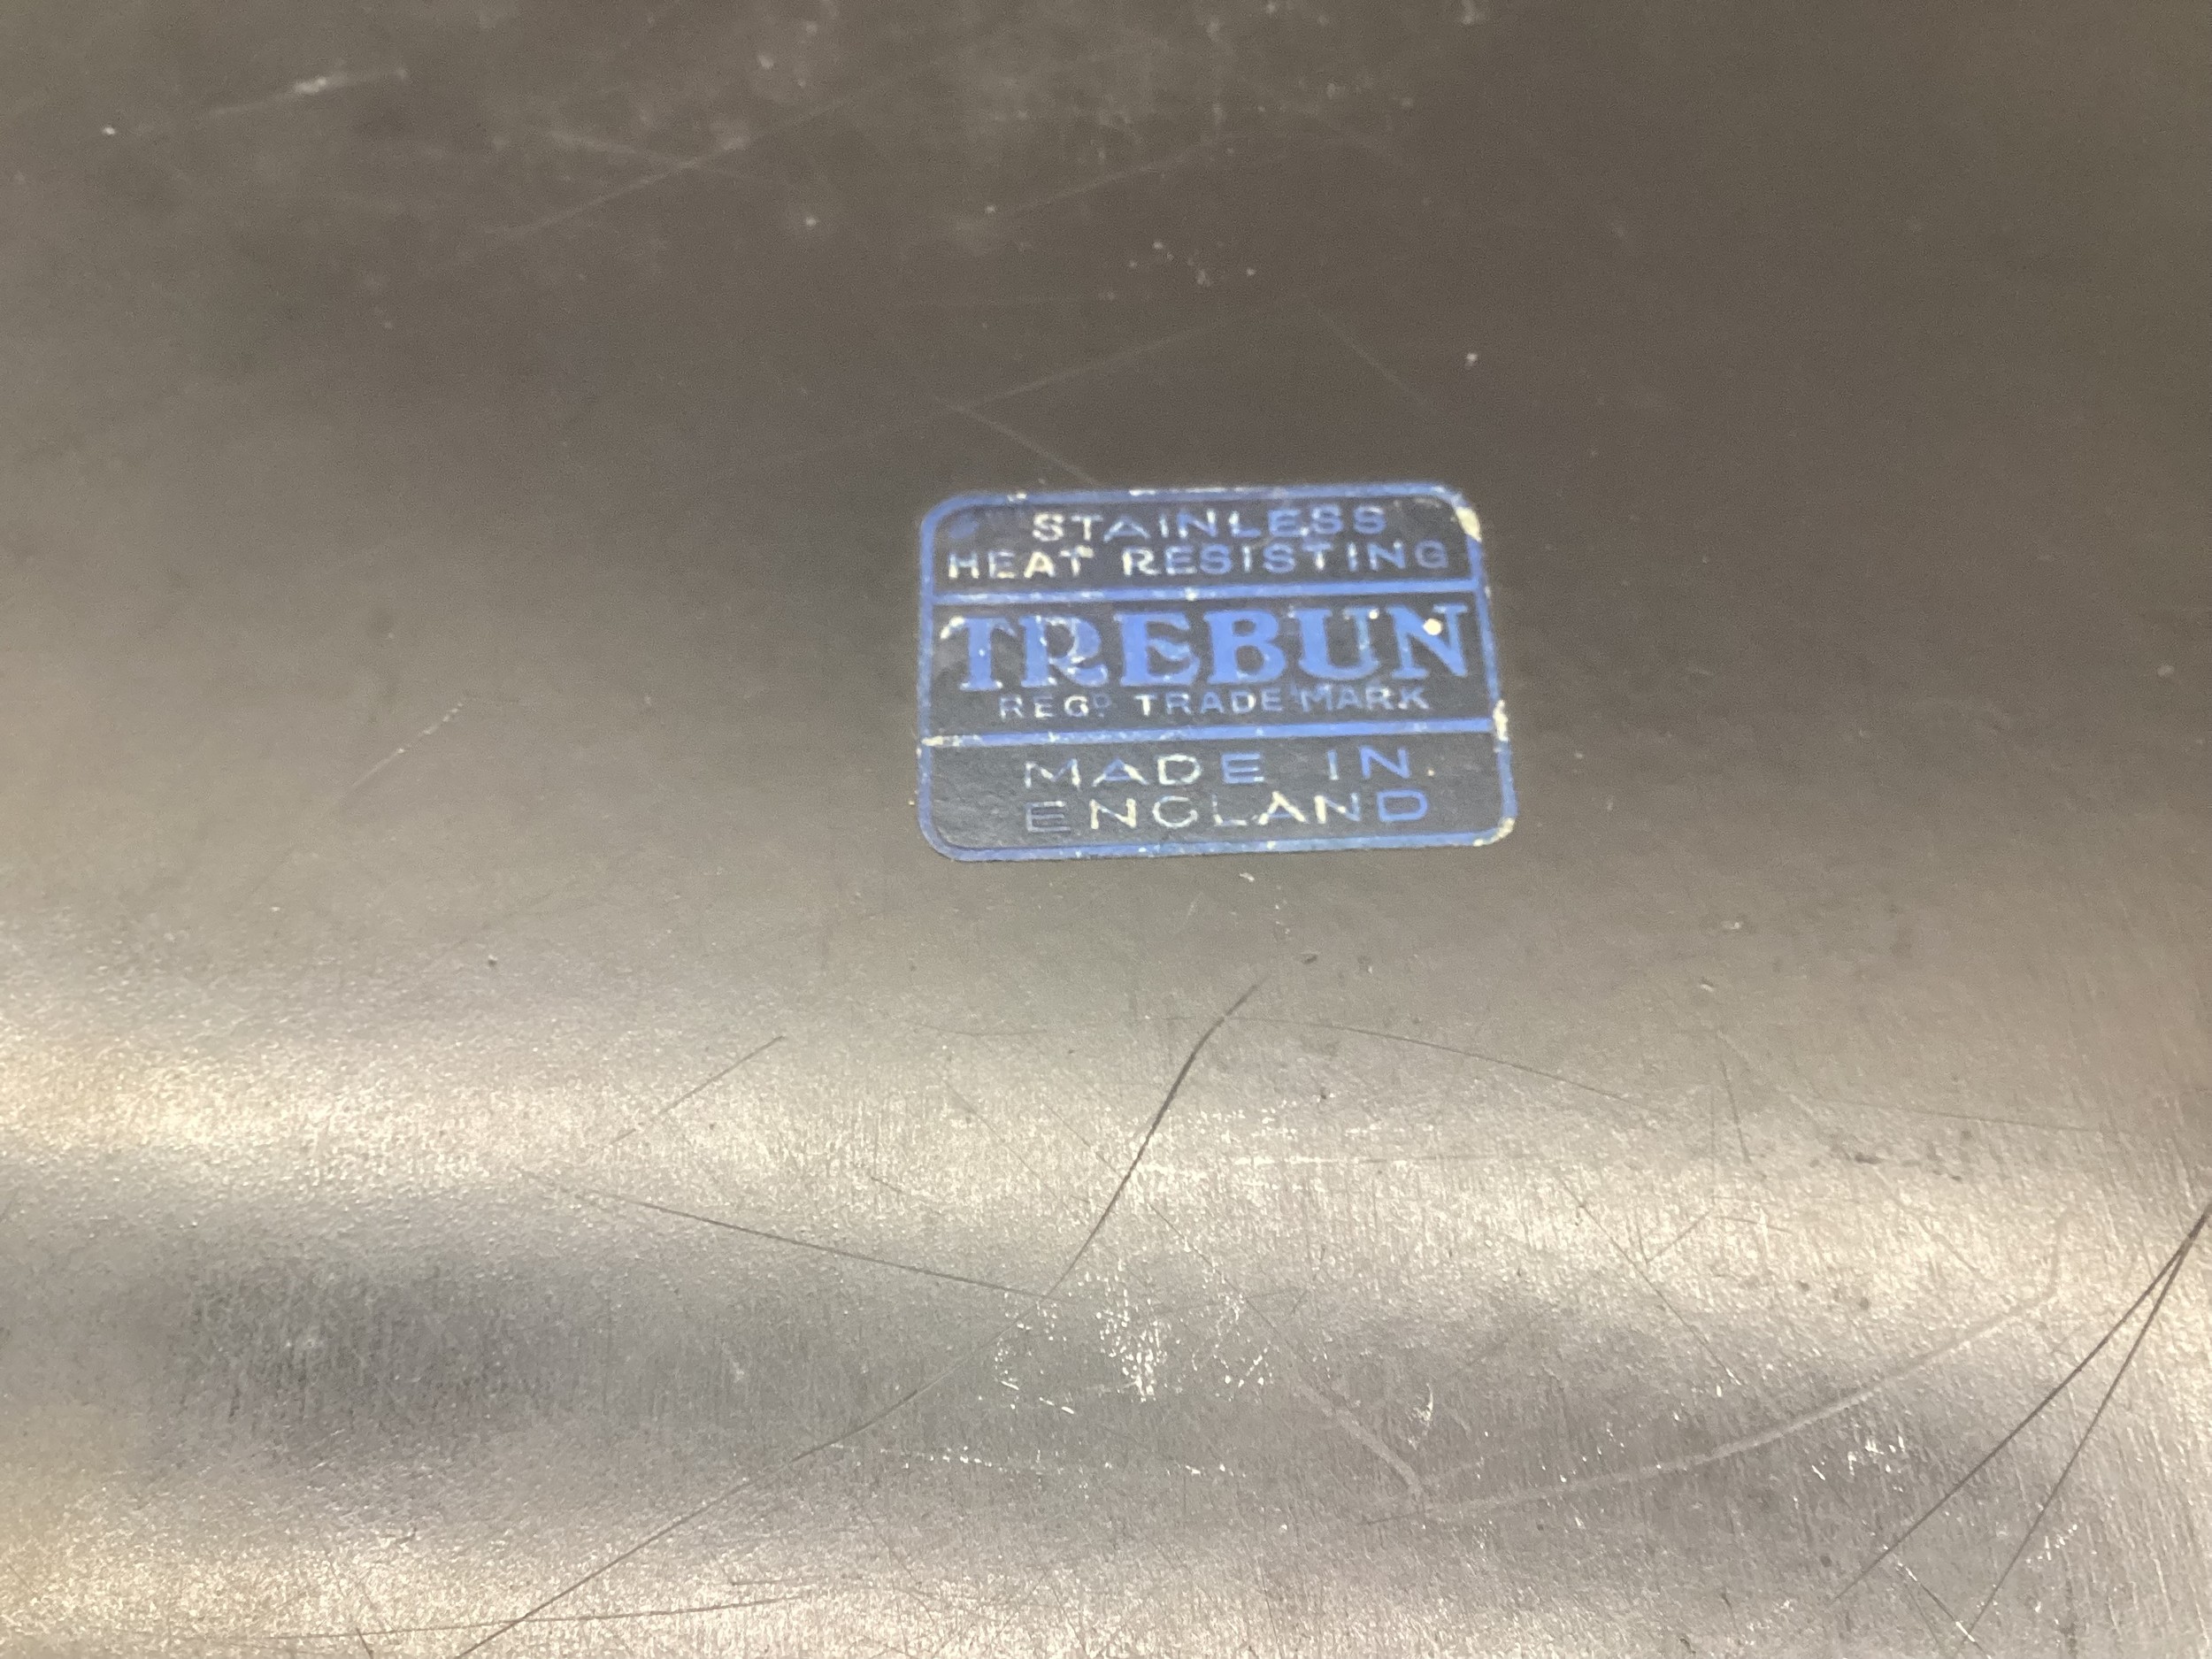 STAINLESS
HEAT RESISTING
TREBUN
REGD TRADE MARK
MADE IN
ENGLAND